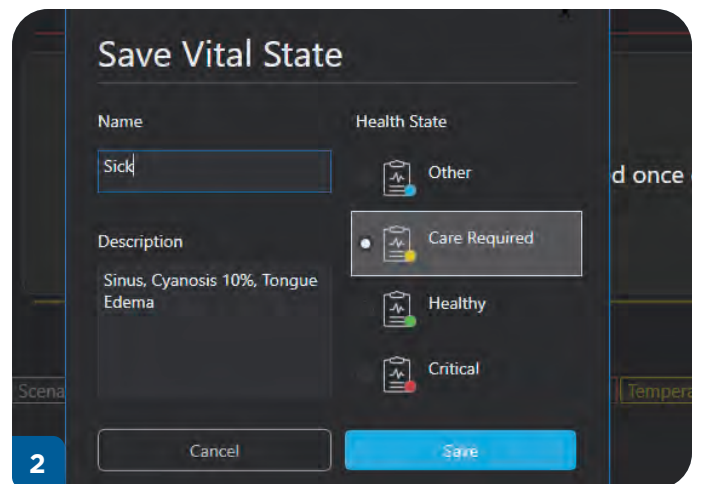 Save Vital State
Name
Sick
Description
Sinus, Cyanosis 10%, Tongue
Edema
Health State
Other
Care Required
Healthy
Critical
d once
Scena
Tempera
Cancel
Save
2